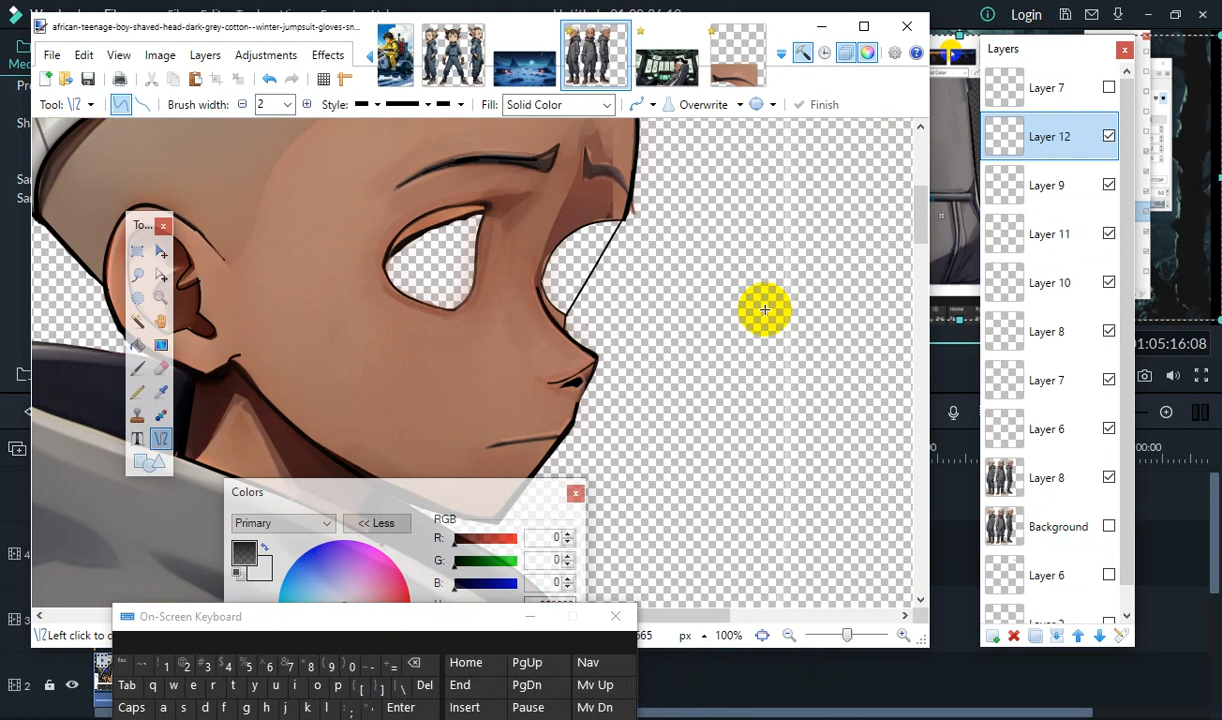 Login
african-teenage-boy-shaved-head-dark-grey-cotton--winter-jumpsuit-gloves-sn...
File Edit View Image Layers Adjustments Effects
Tool: Brush width: 2 Style: Fill: Solid Color Overwrite Finish
To...
Colors
Primary << Less RGB
R: 0
G: 0
B: 0
On-Screen Keyboard
Left click to d
px 100%
Home PgUp Nav
Tab q w e r t y u i o p [ ] \ Del End PgDn Mv Up
Caps a s d f g h j k l ; ' Enter Insert Pause Mv Dn
Layers
Layer 7
Layer 12
Layer 9
Layer 11
Layer 10
Layer 8
Layer 7
Layer 6
Layer 8
Background
Layer 6
01:05:16:08
4
2